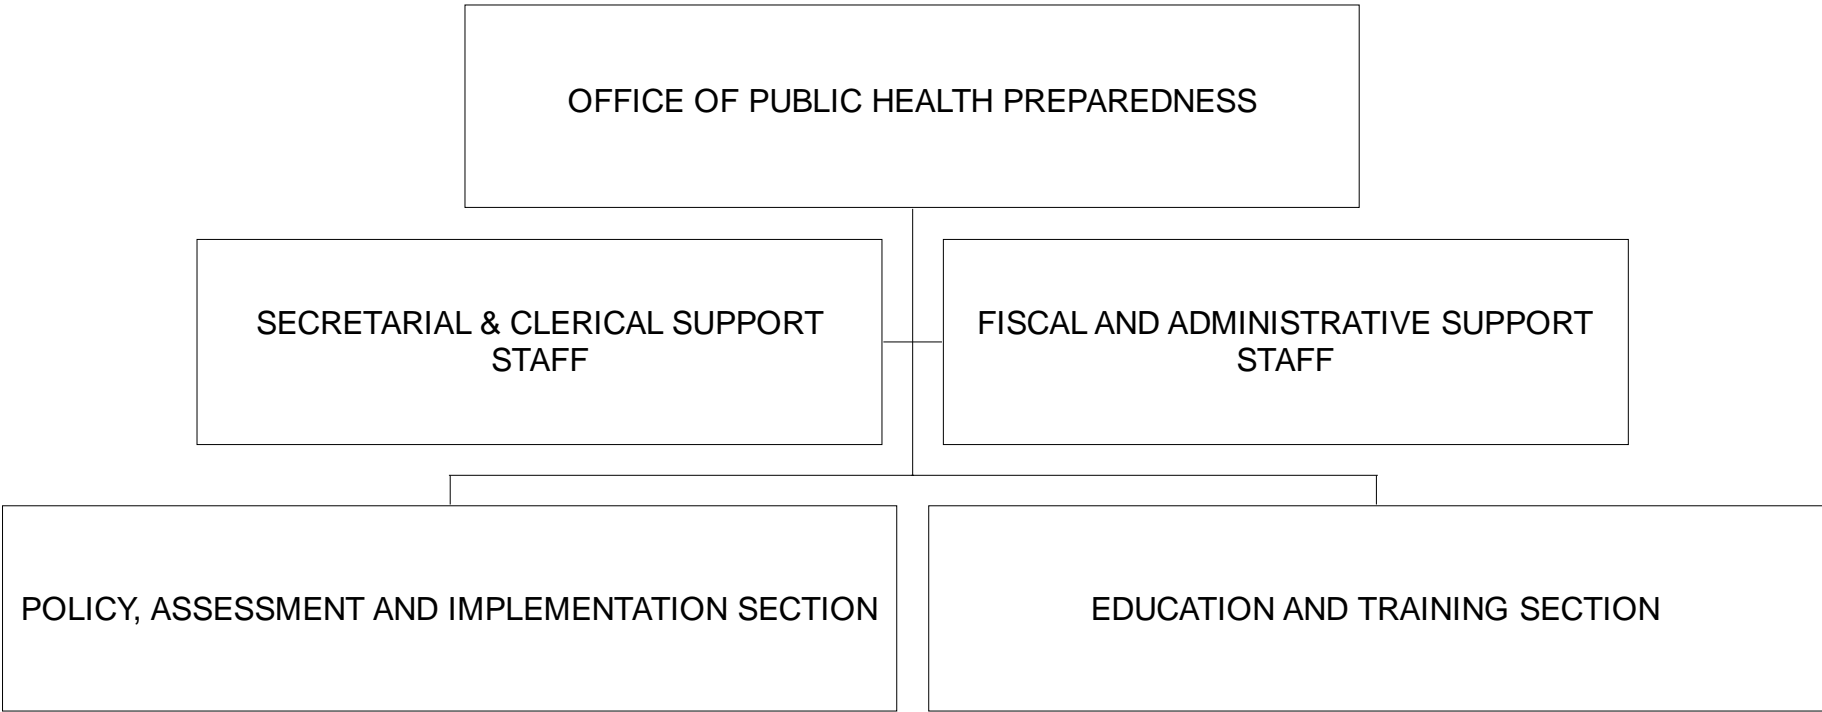 OFFICE OF PUBLIC HEALTH PREPAREDNESS
SECRETARIAL & CLERICAL SUPPORT
STAFF
FISCAL AND ADMINISTRATIVE SUPPORT
STAFF
POLICY, ASSESSMENT AND IMPLEMENTATION SECTION
EDUCATION AND TRAINING SECTION